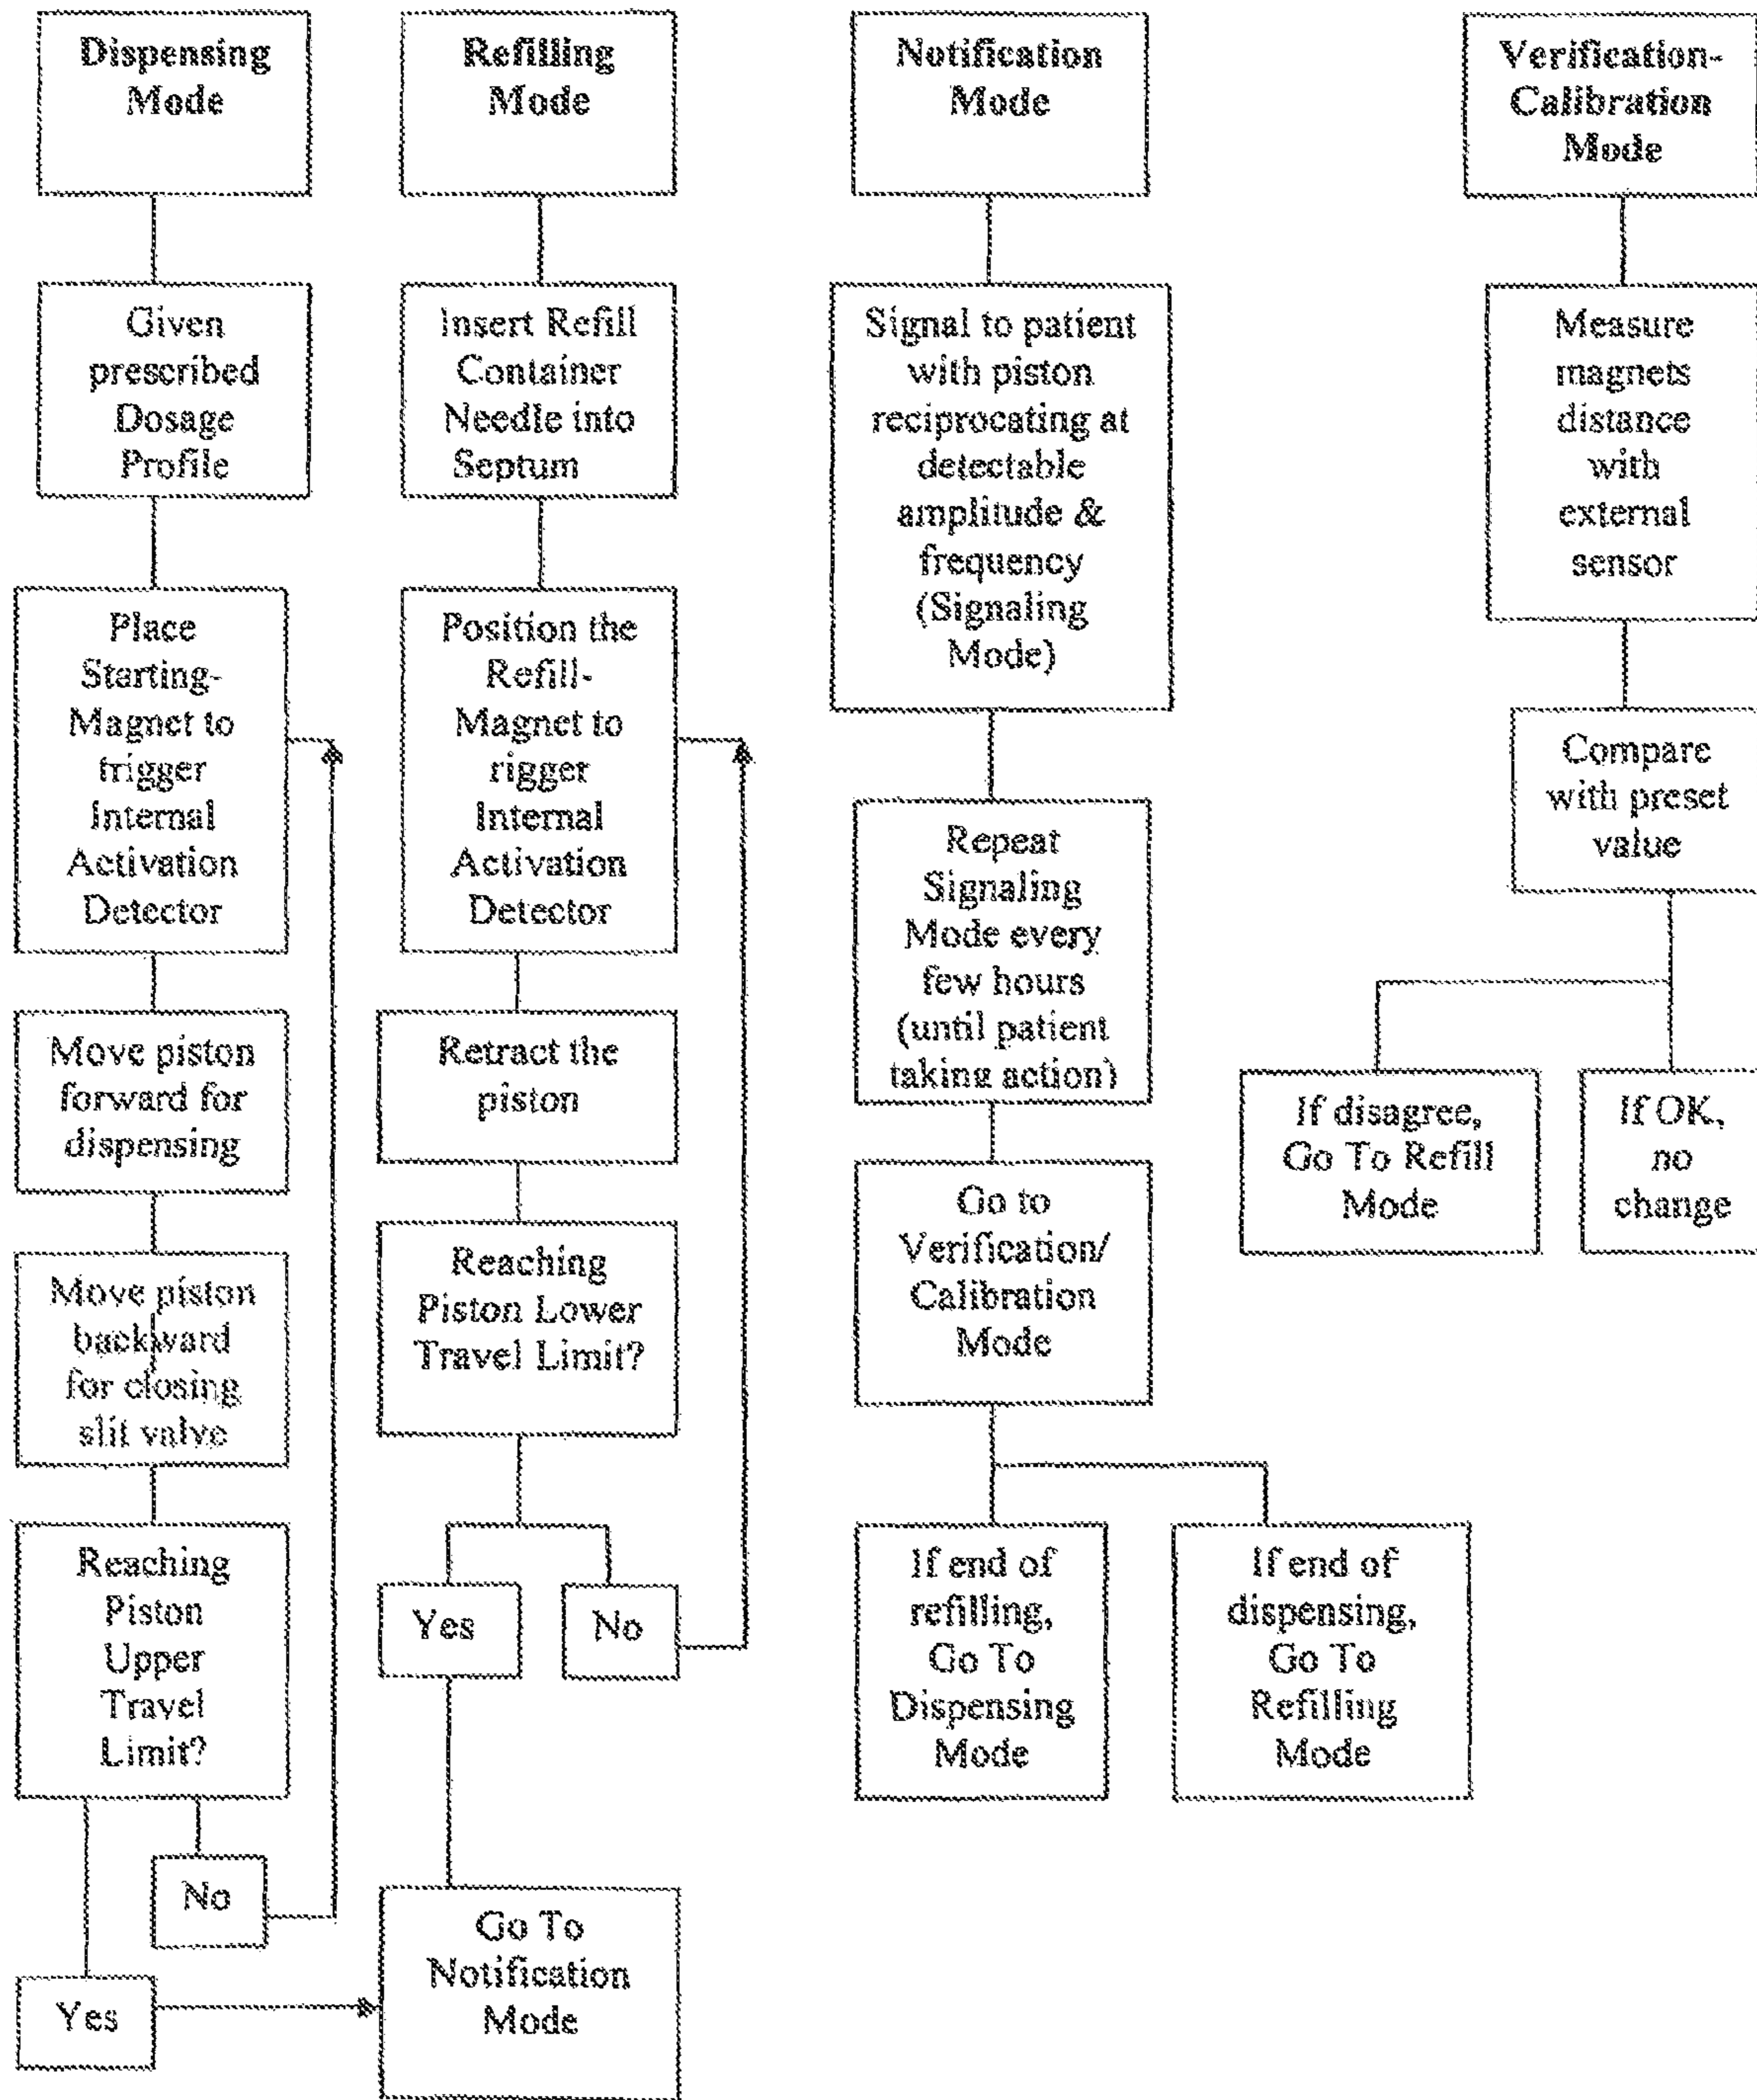 Dispensing
Mode
Given
prescribed
Dosage
Profile
Place
Starting-
Magnet to
trigger
Internal
Activation
Detector
Move piston
forward for
dispensing
Move piston
backward
for closing
slit valve
Reaching
Piston
Upper
Travel
Limit?
No
Yes
Refilling
Mode
Insert Refill
Container
Needle into
Septum
Position the
Refill-
Magnet to
rigger
Internal
Activation
Detector
Retract the
piston
Reaching
Piston Lower
Travel Limit?
Yes
No
Go To
Notification
Mode
Notification
Mode
Signal to patient
with piston
reciprocating at
detectable
amplitude &
frequency
(Signaling
Mode)
Repeat
Signaling
Mode every
few hours
(until patient
taking action)
Go to
Verification/
Calibration
Mode
If end of
refilling,
Go To
Dispensing
Mode
If end of
dispensing,
Go To
Refilling
Mode
Verification-
Calibration
Mode
Measure
magnets
distance
with
external
sensor
Compare
with preset
value
If disagree,
Go To Refill
Mode
If OK,
no
change